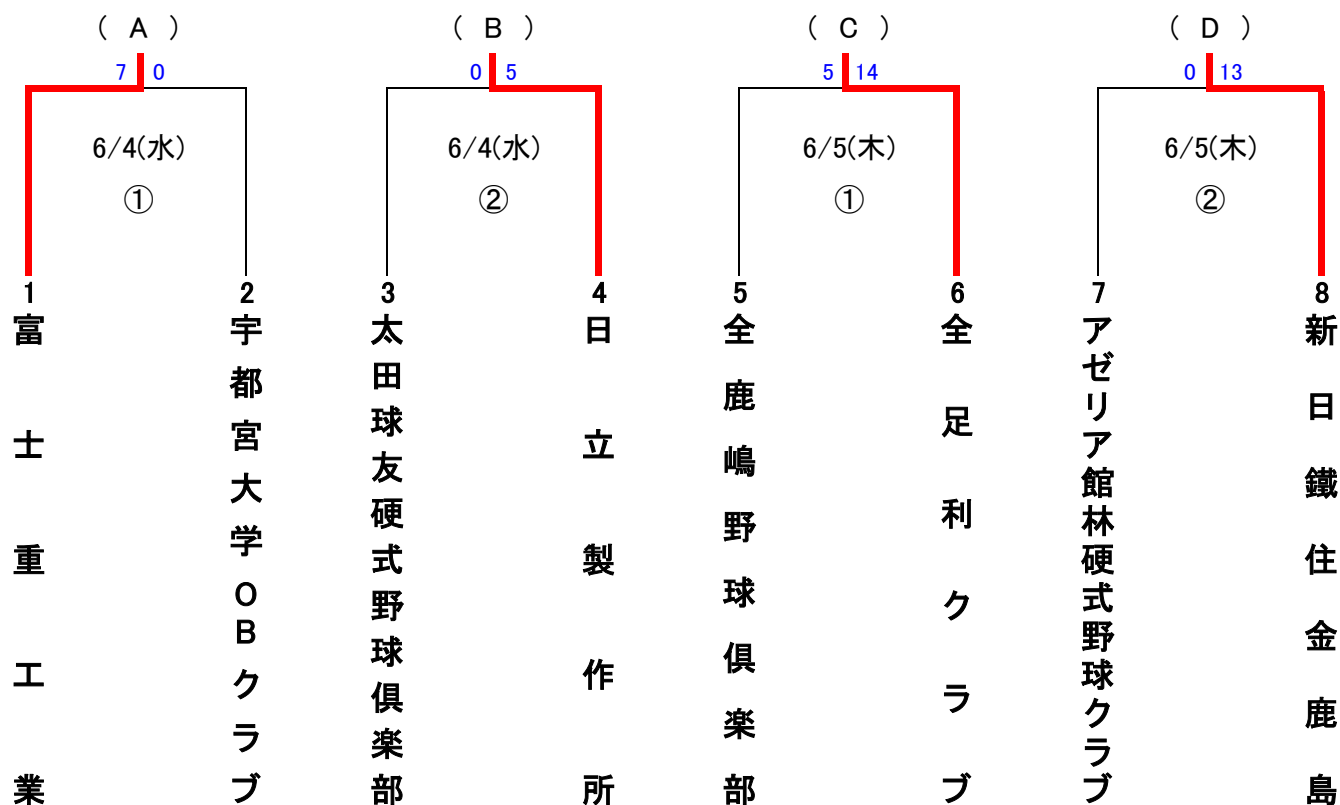 ( A )
( B )
( C )
( D )
7 0
0 5
5 14
0 13
6/4(水)
6/4(水)
6/5(木)
6/5(木)
①
②
①
②
1
2
3
4
5
6
7
8
富士重工業
宇都宮大学OBクラブ
太田球友硬式野球倶楽部
日立製作所
全鹿嶋野球倶楽部
全足利クラブ
アゼリア館林硬式野球クラブ
新日鐵住金鹿島